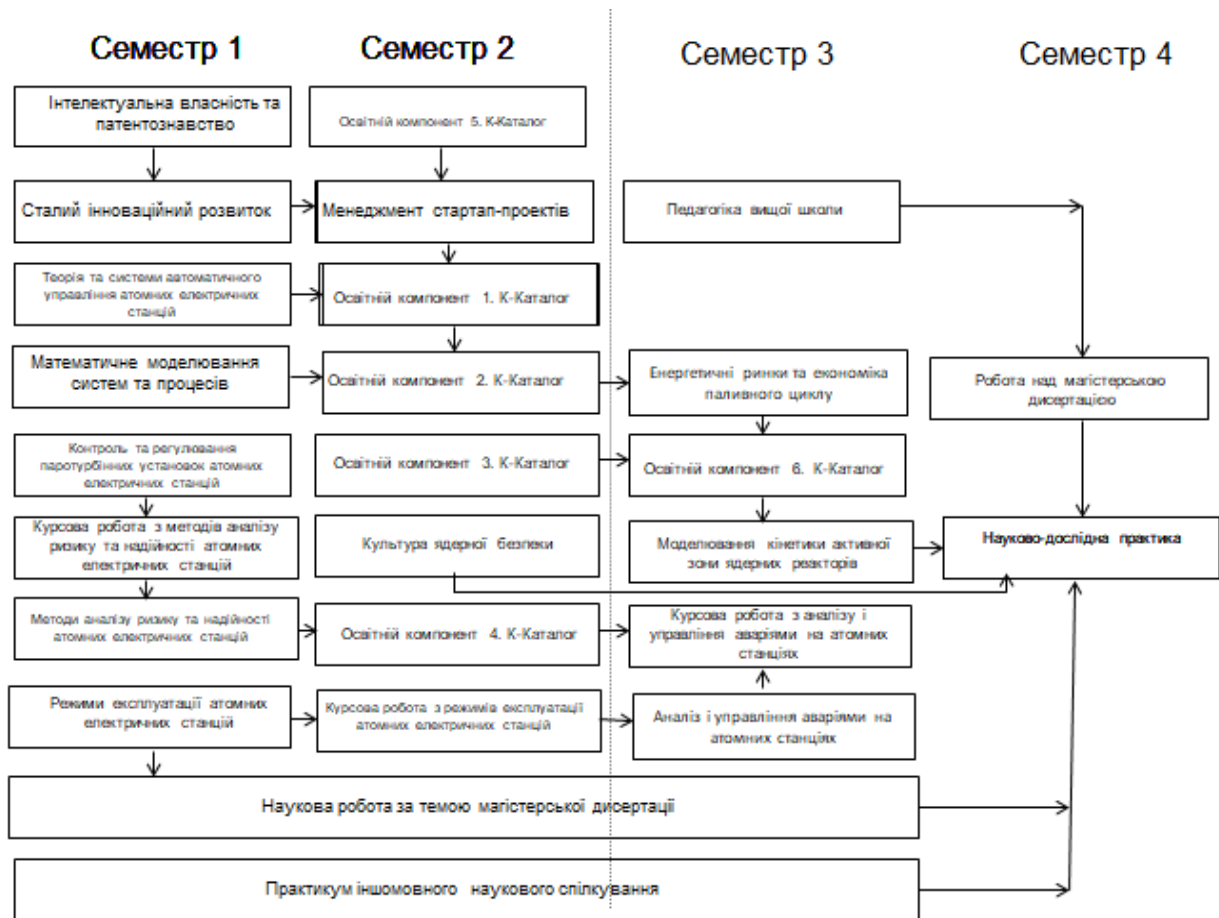 Семестр 1
Семестр 2
Семестр 3
Семестр 4
Інтелектуальна власність та
патентознавство
Освітній компонент 5. К-Каталог
Сталий інноваційний розвиток
Менеджмент стартап-проектів
Педагогіка вищої школи
Теорія та системи автоматичного
управління атомних електричних
станцій
Освітній компонент 1. К-Каталог
Математичне моделювання
систем та процесів
Освітній компонент 2. К-Каталог
Енергетичні ринки та економіка
паливного циклу
Робота над магістерською
дисертацією
Контроль та регулювання
паротурбінних установок атомних
електричних станцій
Освітній компонент 3. К-Каталог
Освітній компонент 6. К-Каталог
Курсова робота з методів аналізу
ризику та надійності атомних
електричних станцій
Культура ядерної безпеки
Моделювання кінетики активної
зони ядерних реакторів
Науково-дослідна практика
Методи аналізу ризику та надійності
атомних електричних станцій
Освітній компонент 4. К-Каталог
Курсова робота з аналізу і
управління аваріями на атомних
станціях
Режими експлуатації атомних
електричних станцій
Курсова робота з режимів експлуатації
атомних електричних станцій
Аналіз і управління аваріями на
атомних станціях
Наукова робота за темою магістерської дисертації
Практикум іншомовного наукового спілкування